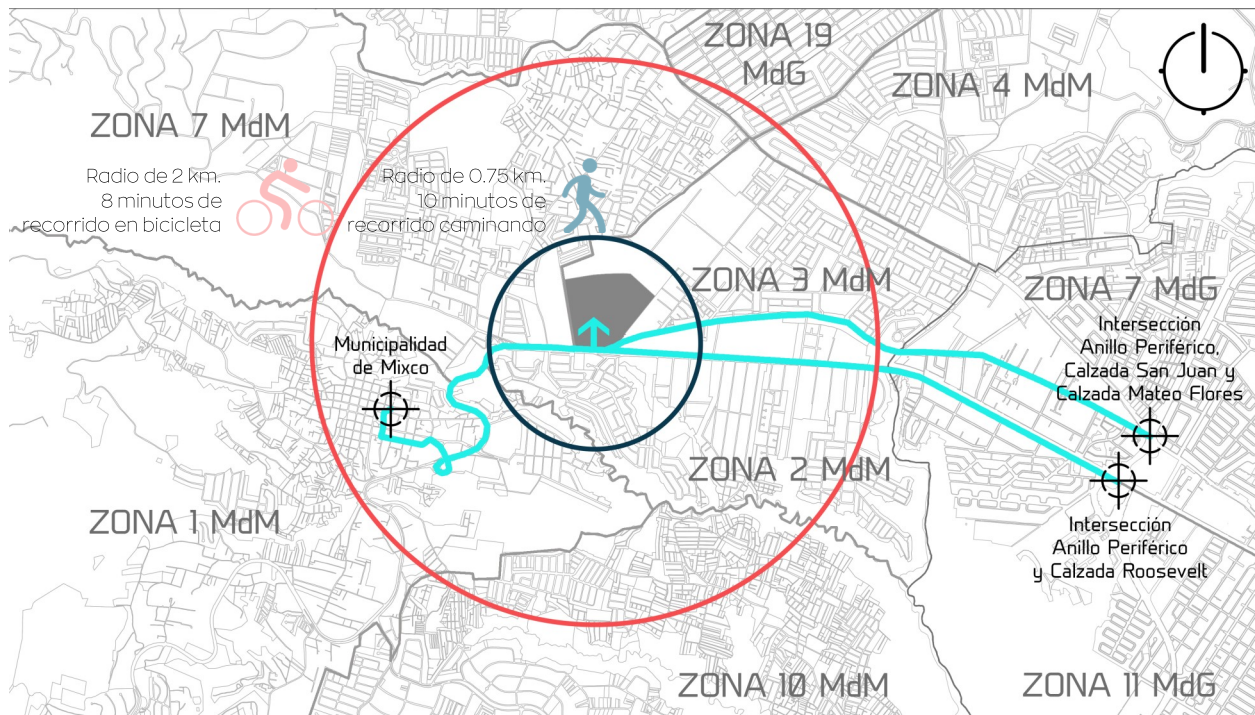 ZONA 19
MdG
ZONA 4 MdM
ZONA 7 MdM
Radio de 2 km.
8 minutos de
recorrido en bicicleta
Radio de 0.75 km.
10 minutos de
recorrido caminando
ZONA 3 MdM
ZONA 7 MdG
Intersección
Anillo Periférico,
Calzada San Juan y
Calzada Mateo Flores
Municipalidad
de Mixco
ZONA 2 MdM
ZONA 1 MdM
Intersección
Anillo Periférico
y Calzada Roosevelt
ZONA 10 MdM
ZONA 11 MdG